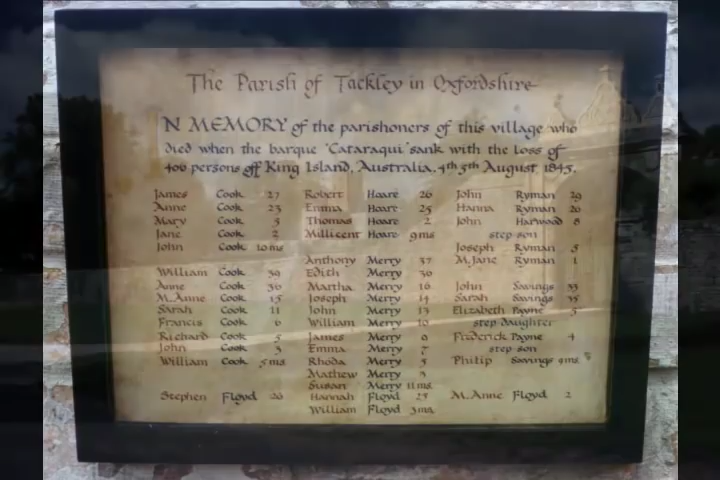 The Parish of Tackley in Oxfordshire
IN MEMORY of the parishoners of this village who
died when the barque 'Cataraqui' sank with the loss of
406 persons off King Island, Australia. 4th 5th August 1845.
James Cook 27 Robert Hoare 26 John Ryman 29
Anne Cook 23 Emma Hoare 25 Hanna Ryman 26
Mary Cook 5 Thomas Hoare 2 John Harwood 8
Jane Cook 2 Millicent Hoare 9ms step-son
John Cook 10ms Joseph Ryman 5
Anthony Merry 37 M.Jane Ryman 1
William Cook 39 Edith Merry 36
Anne Cook 36 Martha Merry 16 John Savings 33
M.Anne Cook 15 Joseph Merry 14 Sarah Savings 35
Sarah Cook 11 John Merry 13 Elizabeth Payne 5
Francis Cook 6 William Merry 10 step-daughter
Richard Cook 5 James Merry 9 Frederick Payne 4
John Cook 3 Emma Merry 7 step-son
William Cook 5ms Rhoda Merry 5 Philip Savings 9ms
Mathew Merry 3
Susan Merry 11ms
Stephen Floyd 26 Hannah Floyd 23 M.Anne Floyd 2
William Floyd 3ms